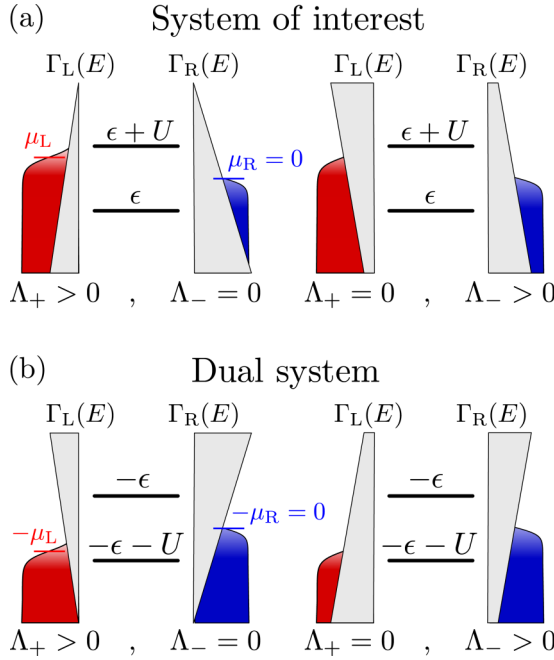 (a) System of interest
Γ_L(E) Γ_R(E) Γ_L(E) Γ_R(E)
μ_L ϵ + U ϵ + U
μ_R = 0
ϵ ϵ
Λ_+ > 0 , Λ_− = 0 Λ_+ = 0 , Λ_− > 0
(b) Dual system
Γ_L(E) Γ_R(E) Γ_L(E) Γ_R(E)
−ϵ −ϵ
−μ_R = 0
−μ_L −ϵ − U −ϵ − U
Λ_+ > 0 , Λ_− = 0 Λ_+ = 0 , Λ_− > 0